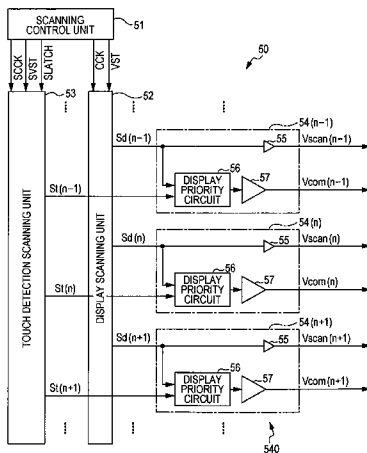 SCANNING
CONTROL UNIT
51
50
SCCK
SVST
SLATCH
CCK
VST
53
52
TOUCH DETECTION SCANNING UNIT
DISPLAY SCANNING UNIT
54(n-1)
Sd(n-1)
55
Vscan(n-1)
56
57
DISPLAY
PRIORITY
CIRCUIT
Vcom(n-1)
St(n-1)
54(n)
Sd(n)
55
Vscan(n)
56
57
DISPLAY
PRIORITY
CIRCUIT
Vcom(n)
St(n)
54(n+1)
Sd(n+1)
55
Vscan(n+1)
56
57
DISPLAY
PRIORITY
CIRCUIT
Vcom(n+1)
St(n+1)
540